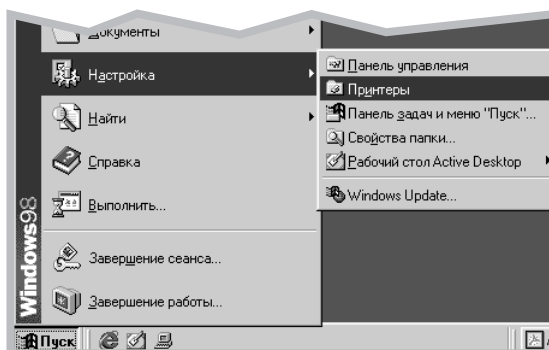 Документы
Настройка
Найти
Справка
Выполнить...
Завершение сеанса...
Завершение работы...
Windows98
Панель управления
Принтеры
Панель задач и меню "Пуск"...
Свойства папки...
Рабочий стол Active Desktop
Windows Update...
Пуск